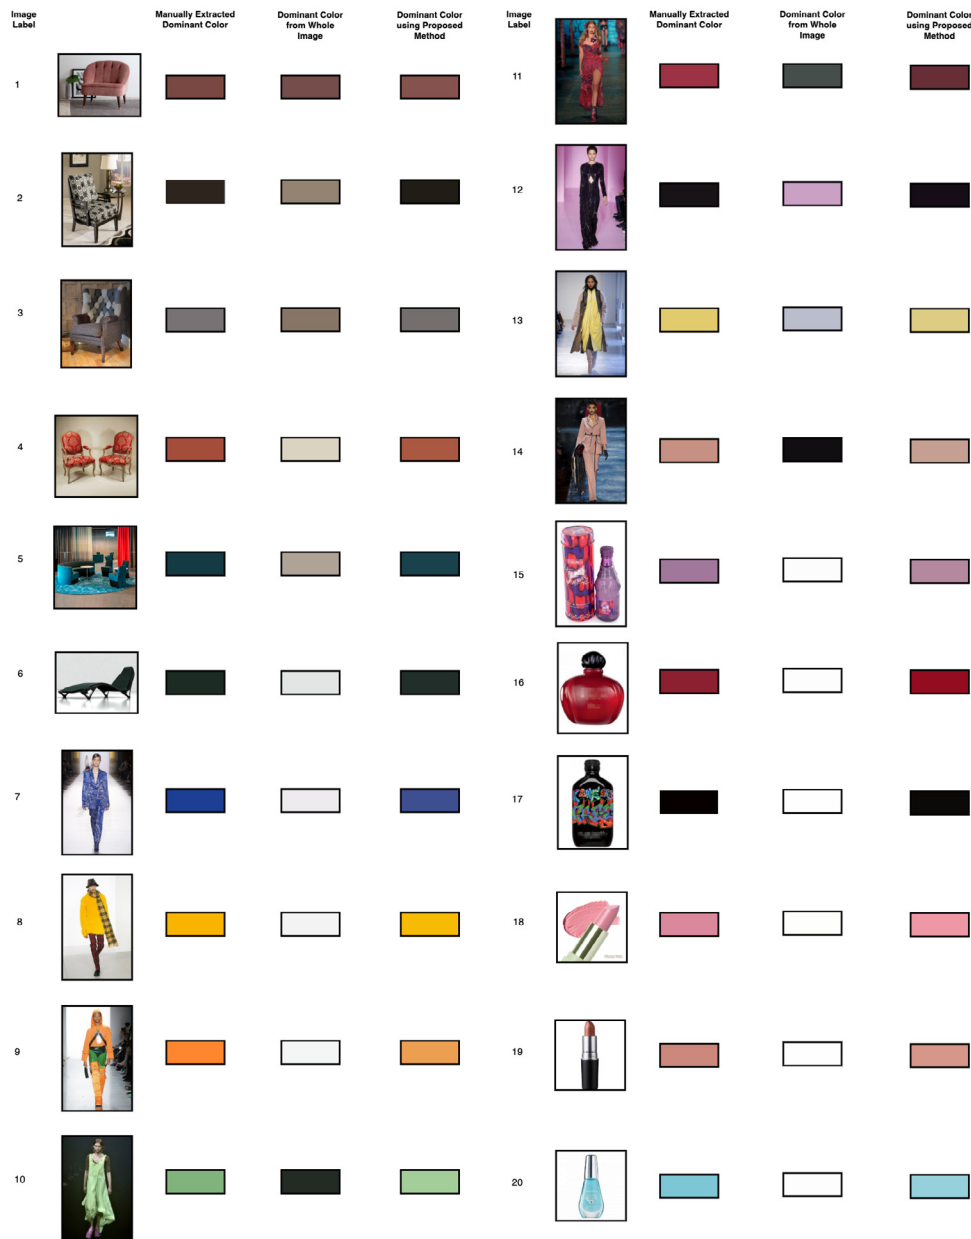 Image
Label
Manually Extracted
Dominant Color
Dominant Color
from Whole
Image
Dominant Color
using Proposed
Method
1
2
3
4
5
6
7
8
9
10
Image
Label
Manually Extracted
Dominant Color
Dominant Color
from Whole
Image
Dominant Color
using Proposed
Method
11
12
13
14
15
16
17
18
19
20